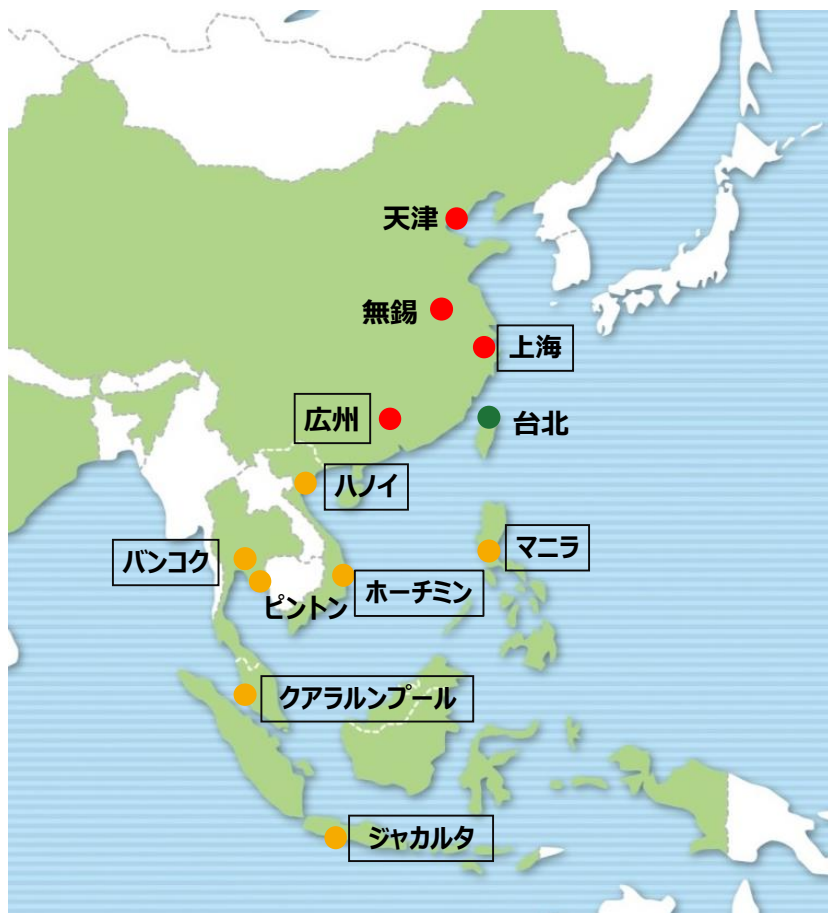 天津
無錫
上海
広州
台北
ハノイ
バンコク
マニラ
ピントン
ホーチミン
クアラルンプール
ジャカルタ